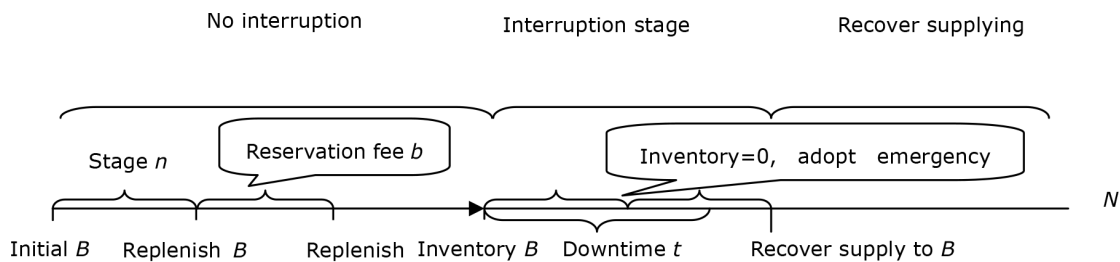 No interruption
Interruption stage
Recover supplying
Stage n
Reservation fee b
Inventory=0, adopt emergency
N
Initial B
Replenish B
Replenish
Inventory B
Downtime t
Recover supply to B